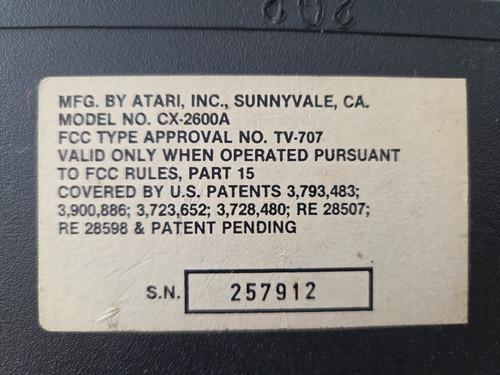 202
MFG. BY ATARI, INC., SUNNYVALE, CA.
MODEL NO. CX-2600A
FCC TYPE APPROVAL NO. TV-707
VALID ONLY WHEN OPERATED PURSUANT
TO FCC RULES, PART 15
COVERED BY U.S. PATENTS 3,793,483;
3,900,886; 3,723,652; 3,728,480; RE 28507;
RE 28598 & PATENT PENDING
S.N. 257912